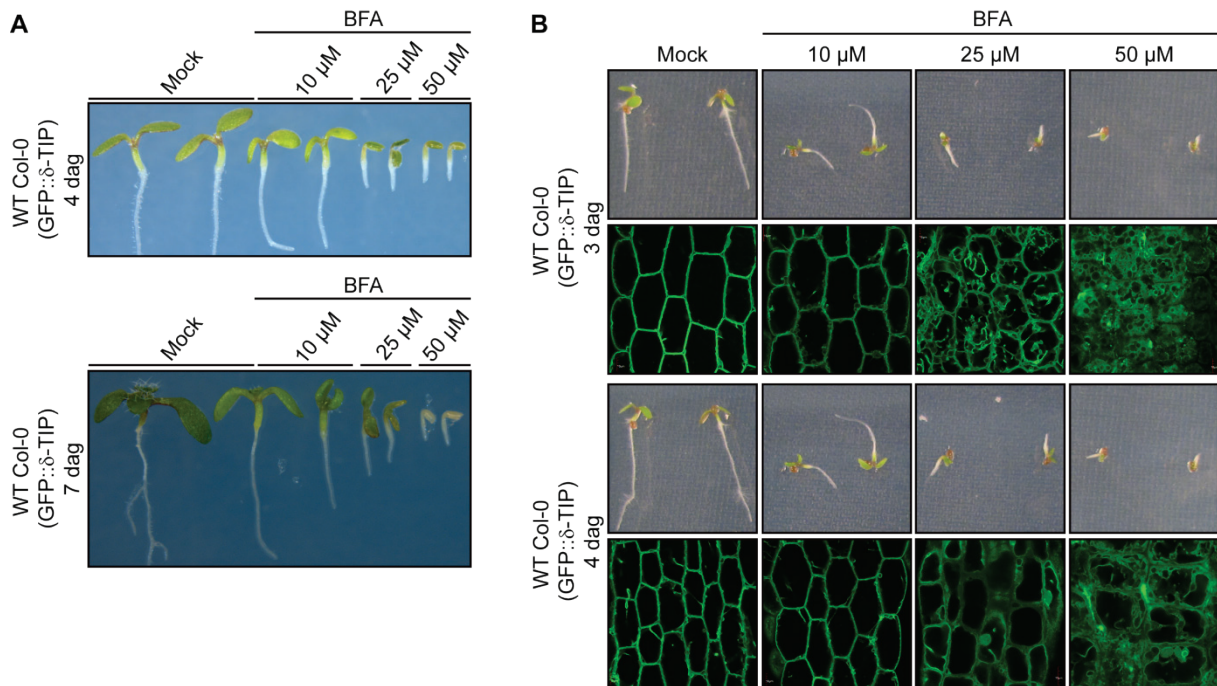 A
BFA
Mock
10 µM
25 µM
50 µM
WT Col-0
(GFP::δ-TIP)
4 dag
BFA
Mock
10 µM
25 µM
50 µM
WT Col-0
(GFP::δ-TIP)
7 dag
B
BFA
Mock
10 µM
25 µM
50 µM
WT Col-0
(GFP::δ-TIP)
3 dag
WT Col-0
(GFP::δ-TIP)
4 dag